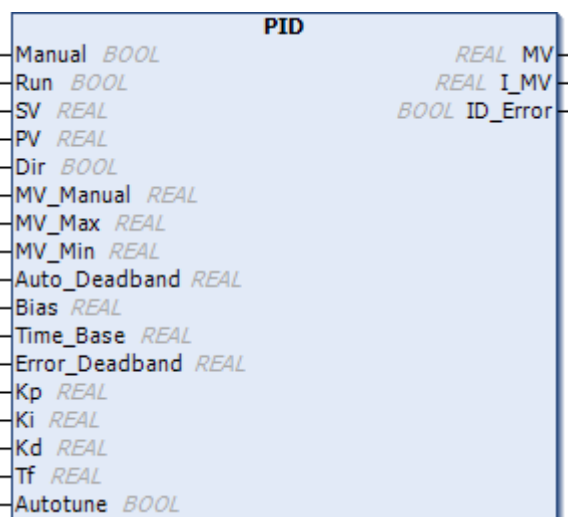 PID
Manual BOOL REAL MV
Run BOOL REAL I_MV
SV REAL BOOL ID_Error
PV REAL
Dir BOOL
MV_Manual REAL
MV_Max REAL
MV_Min REAL
Auto_Deadband REAL
Bias REAL
Time_Base REAL
Error_Deadband REAL
Kp REAL
Ki REAL
Kd REAL
Tf REAL
Autotune BOOL